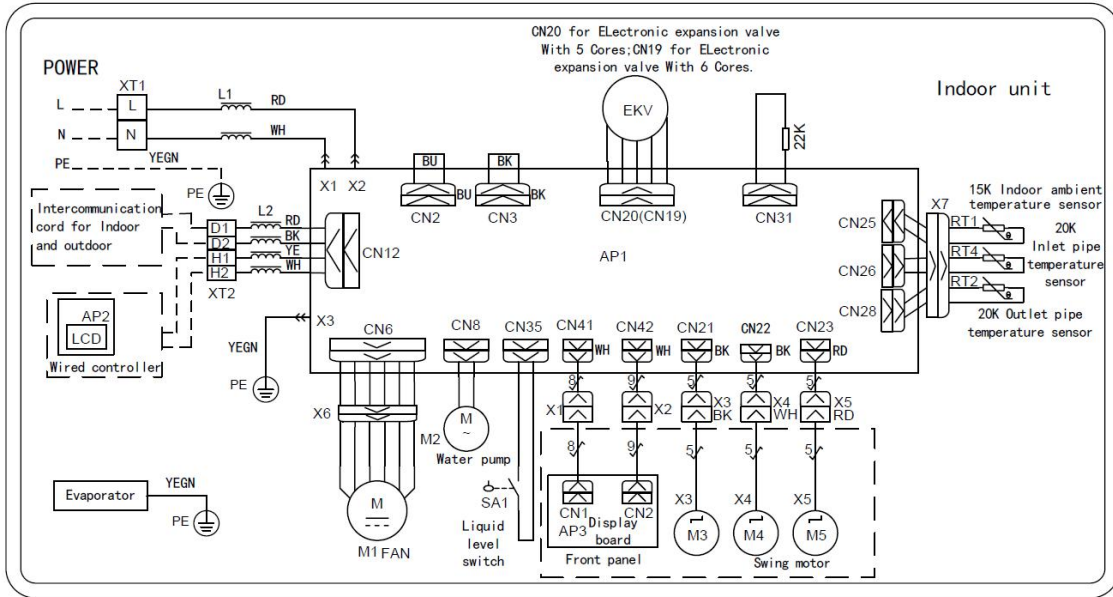 CN20 for ELectronic expansion valve
With 5 Cores;CN19 for ELectronic
expansion valve With 6 Cores.
POWER
Indoor unit
XT1
L
L
L1
RD
N
N
WH
PE
YEGN
PE
EKV
22K
X1
X2
BU
BU
CN2
BK
BK
CN3
CN20(CN19)
CN31
AP1
Intercommunication
cord for Indoor
and outdoor
D1
D2
H1
H2
XT2
L2
RD
BK
YE
WH
CN12
AP2
LCD
Wired controller
X3
YEGN
PE
CN25
CN26
CN28
X7
15K Indoor ambient
temperature sensor
RT1
20K
Inlet pipe
temperature
sensor
RT4
RT2
20K Outlet pipe
temperature sensor
CN6
CN8
CN35
CN41
WH
CN42
WH
CN21
BK
CN22
BK
CN23
RD
8
9
5
5
5
X6
X1
X2
X3
BK
X4
WH
X5
RD
8
9
5
5
5
M2
M
~
Water pump
SA1
Liquid
level
switch
M
M1 FAN
CN1
CN2
AP3
Display
board
Front panel
X3
M3
X4
M4
X5
M5
Swing motor
Evaporator
YEGN
PE